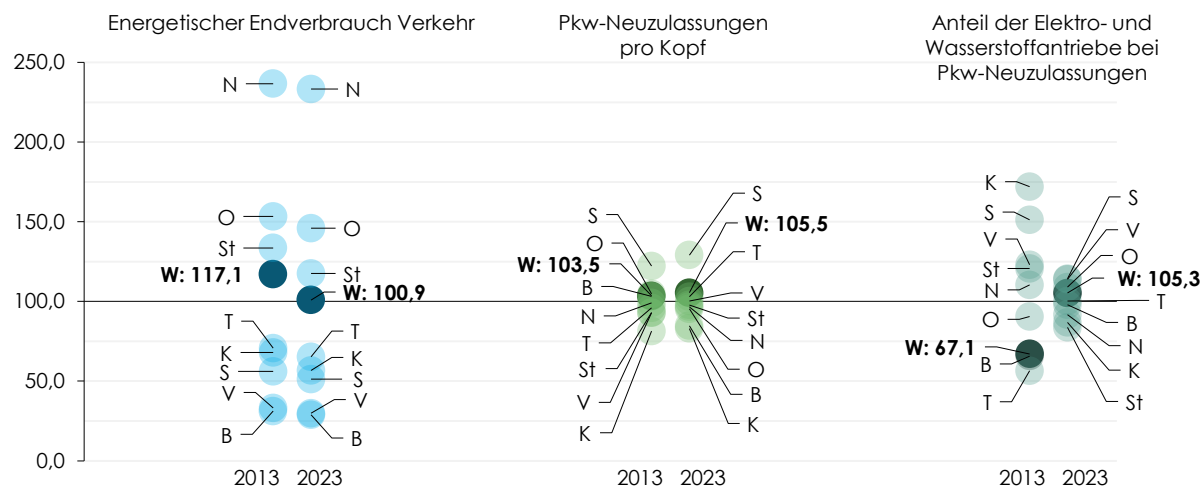 Energetischer Endverbrauch Verkehr
Pkw-Neuzulassungen
pro Kopf
Anteil der Elektro- und
Wasserstoffantriebe bei
Pkw-Neuzulassungen
250,0
200,0
150,0
100,0
50,0
0,0
N
O
St
W: 117,1
T
K
S
V
B
N
O
St
W: 100,9
T
K
S
V
B
2013 2023
S
O
W: 103,5
B
N
T
St
V
K
S
W: 105,5
T
V
St
N
O
B
K
2013 2023
K
S
V
St
N
O
W: 67,1
B
T
S
V
O
W: 105,3
T
B
N
K
St
2013 2023